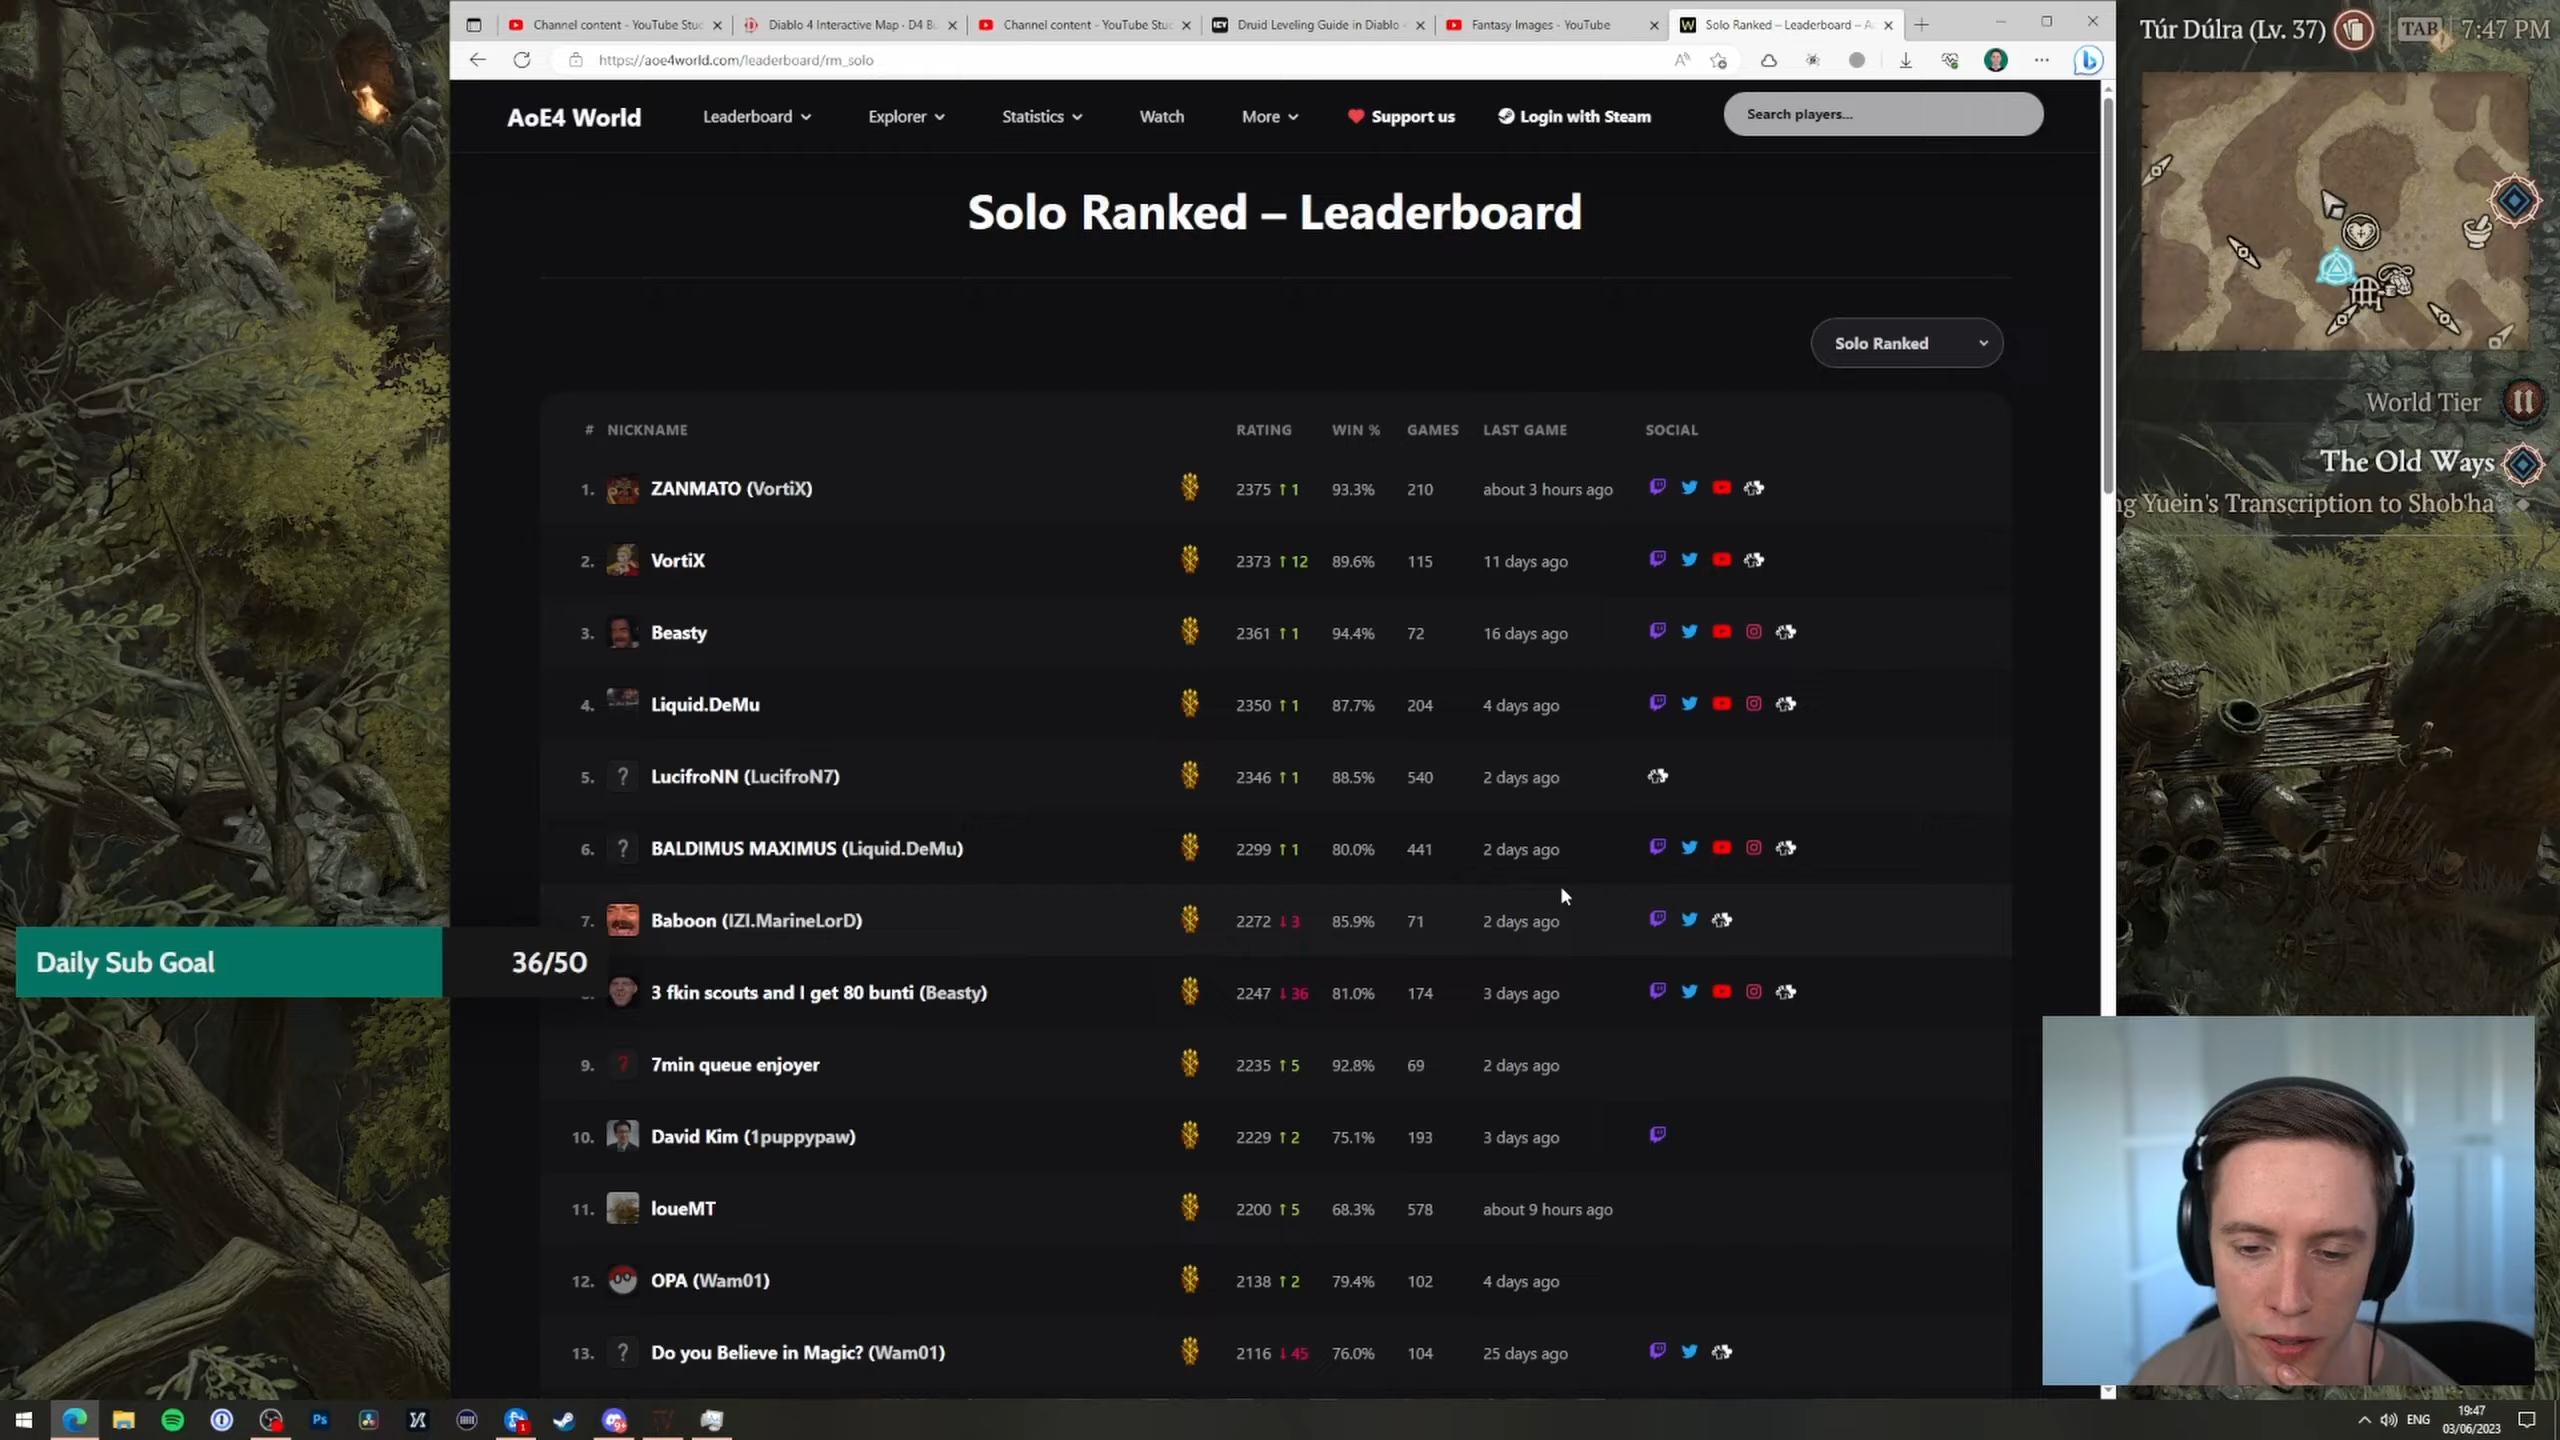 Channel content - YouTube Stud
Diablo 4 Interactive Map · D4 Bu
Channel content - YouTube Stud
Druid Leveling Guide in Diablo
Fantasy Images - YouTube
Solo Ranked – Leaderboard – A
https://aoe4world.com/leaderboard/rm_solo
AoE4 World
Leaderboard
Explorer
Statistics
Watch
More
Support us
Login with Steam
Search players...
Solo Ranked – Leaderboard
Solo Ranked
# NICKNAME RATING WIN % GAMES LAST GAME SOCIAL
1. ZANMATO (VortiX) 2375 ↑ 1 93.3% 210 about 3 hours ago
2. VortiX 2373 ↑ 12 89.6% 115 11 days ago
3. Beasty 2361 ↑ 1 94.4% 72 16 days ago
4. Liquid.DeMu 2350 ↑ 1 87.7% 204 4 days ago
5. ? LucifroNN (LucifroN7) 2346 ↑ 1 88.5% 540 2 days ago
6. ? BALDIMUS MAXIMUS (Liquid.DeMu) 2299 ↑ 1 80.0% 441 2 days ago
7. Baboon (IZI.MarineLorD) 2272 ↓ 3 85.9% 71 2 days ago
3 fkin scouts and I get 80 bunti (Beasty) 2247 ↓ 36 81.0% 174 3 days ago
9. ? 7min queue enjoyer 2235 ↑ 5 92.8% 69 2 days ago
10. David Kim (1puppypaw) 2229 ↑ 2 75.1% 193 3 days ago
11. loueMT 2200 ↑ 5 68.3% 578 about 9 hours ago
12. OPA (Wam01) 2138 ↑ 2 79.4% 102 4 days ago
13. ? Do you Believe in Magic? (Wam01) 2116 ↓ 45 76.0% 104 25 days ago
Daily Sub Goal 36/50
Túr Dúlra (Lv. 37)
TAB
7:47 PM
World Tier II
The Old Ways
ng Yuein's Transcription to Shob'ha
Ps
1
9+
ENG
19:47
03/06/2023